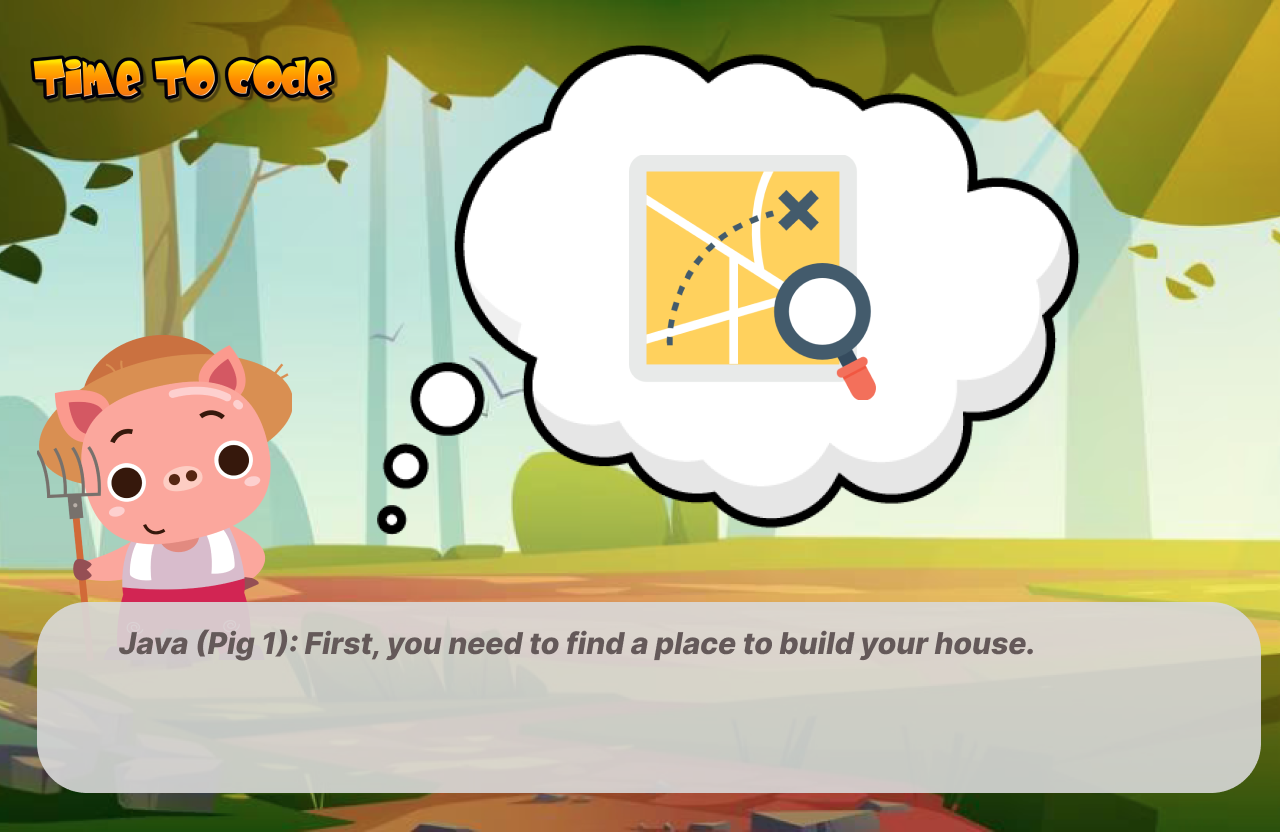 Time To Code
Java (Pig 1): First, you need to find a place to build your house.